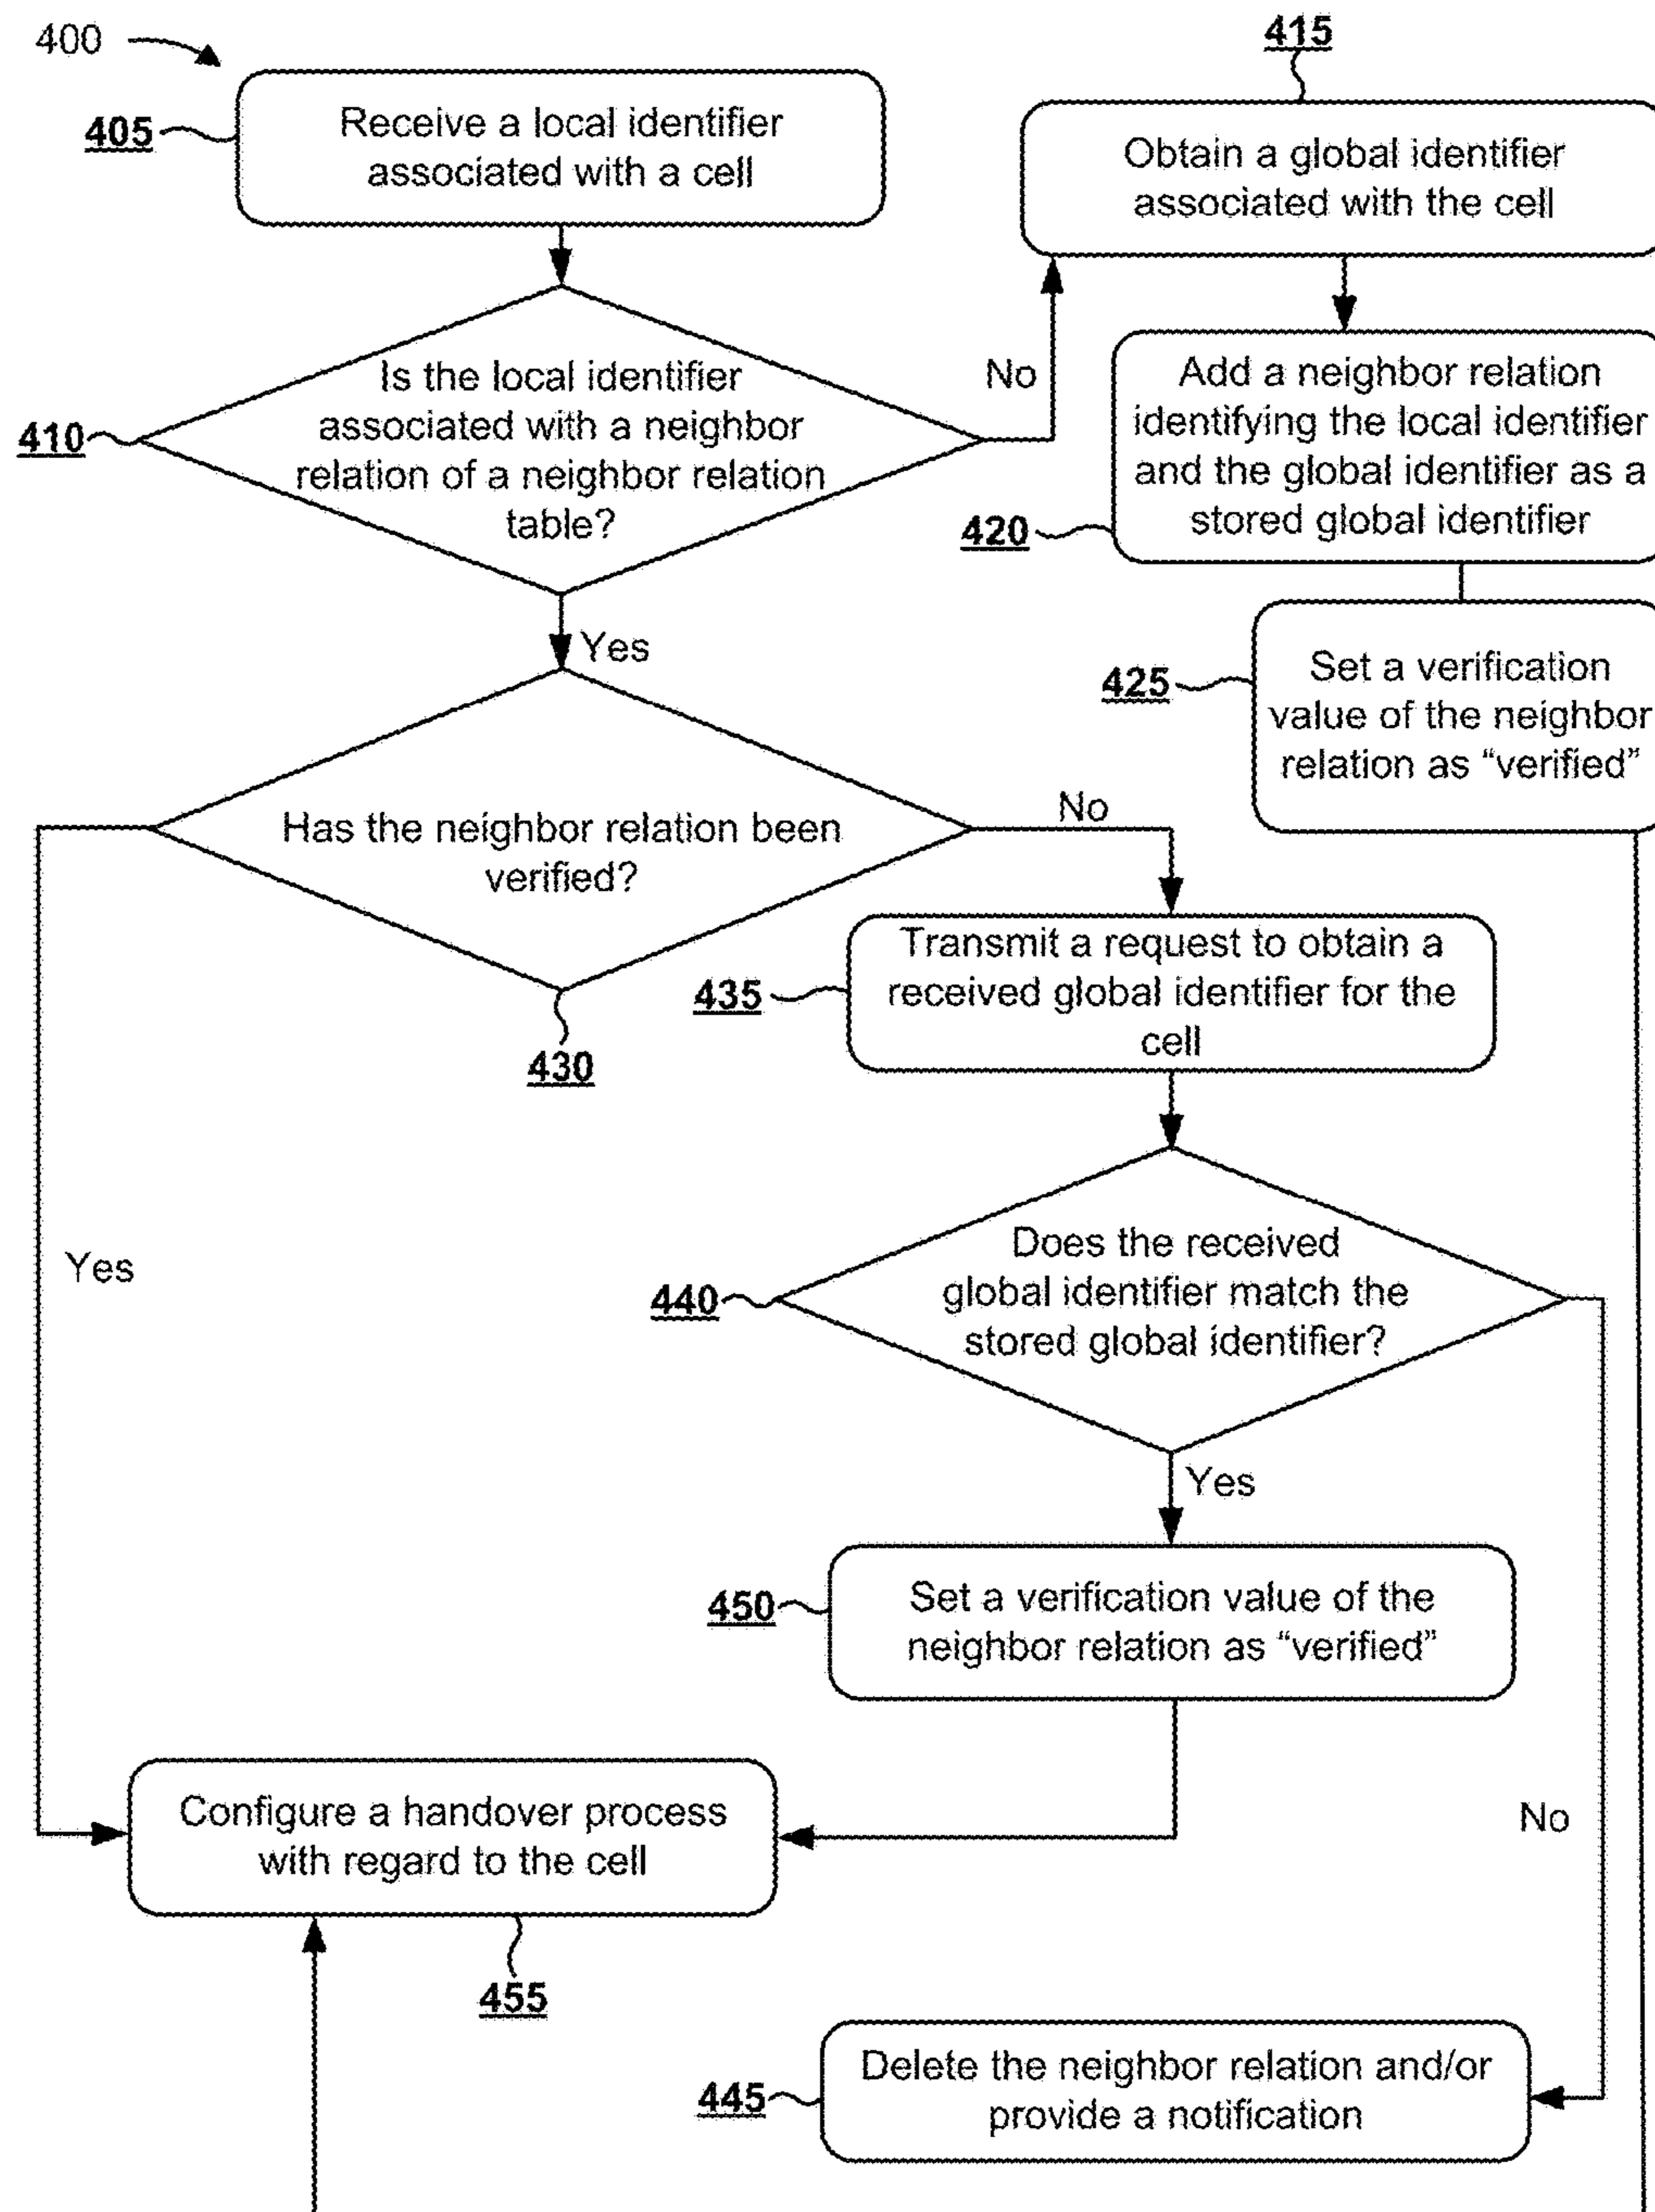 400
405
Receive a local identifier
associated with a cell
415
Obtain a global identifier
associated with the cell
410
Is the local identifier
associated with a neighbor
relation of a neighbor relation
table?
No
Yes
420
Add a neighbor relation
identifying the local identifier
and the global identifier as a
stored global identifier
425
Set a verification
value of the neighbor
relation as “verified”
Has the neighbor relation been
verified?
430
No
Yes
435
Transmit a request to obtain a
received global identifier for the
cell
440
Does the received
global identifier match the
stored global identifier?
Yes
No
450
Set a verification value of the
neighbor relation as “verified”
Configure a handover process
with regard to the cell
455
445
Delete the neighbor relation and/or
provide a notification